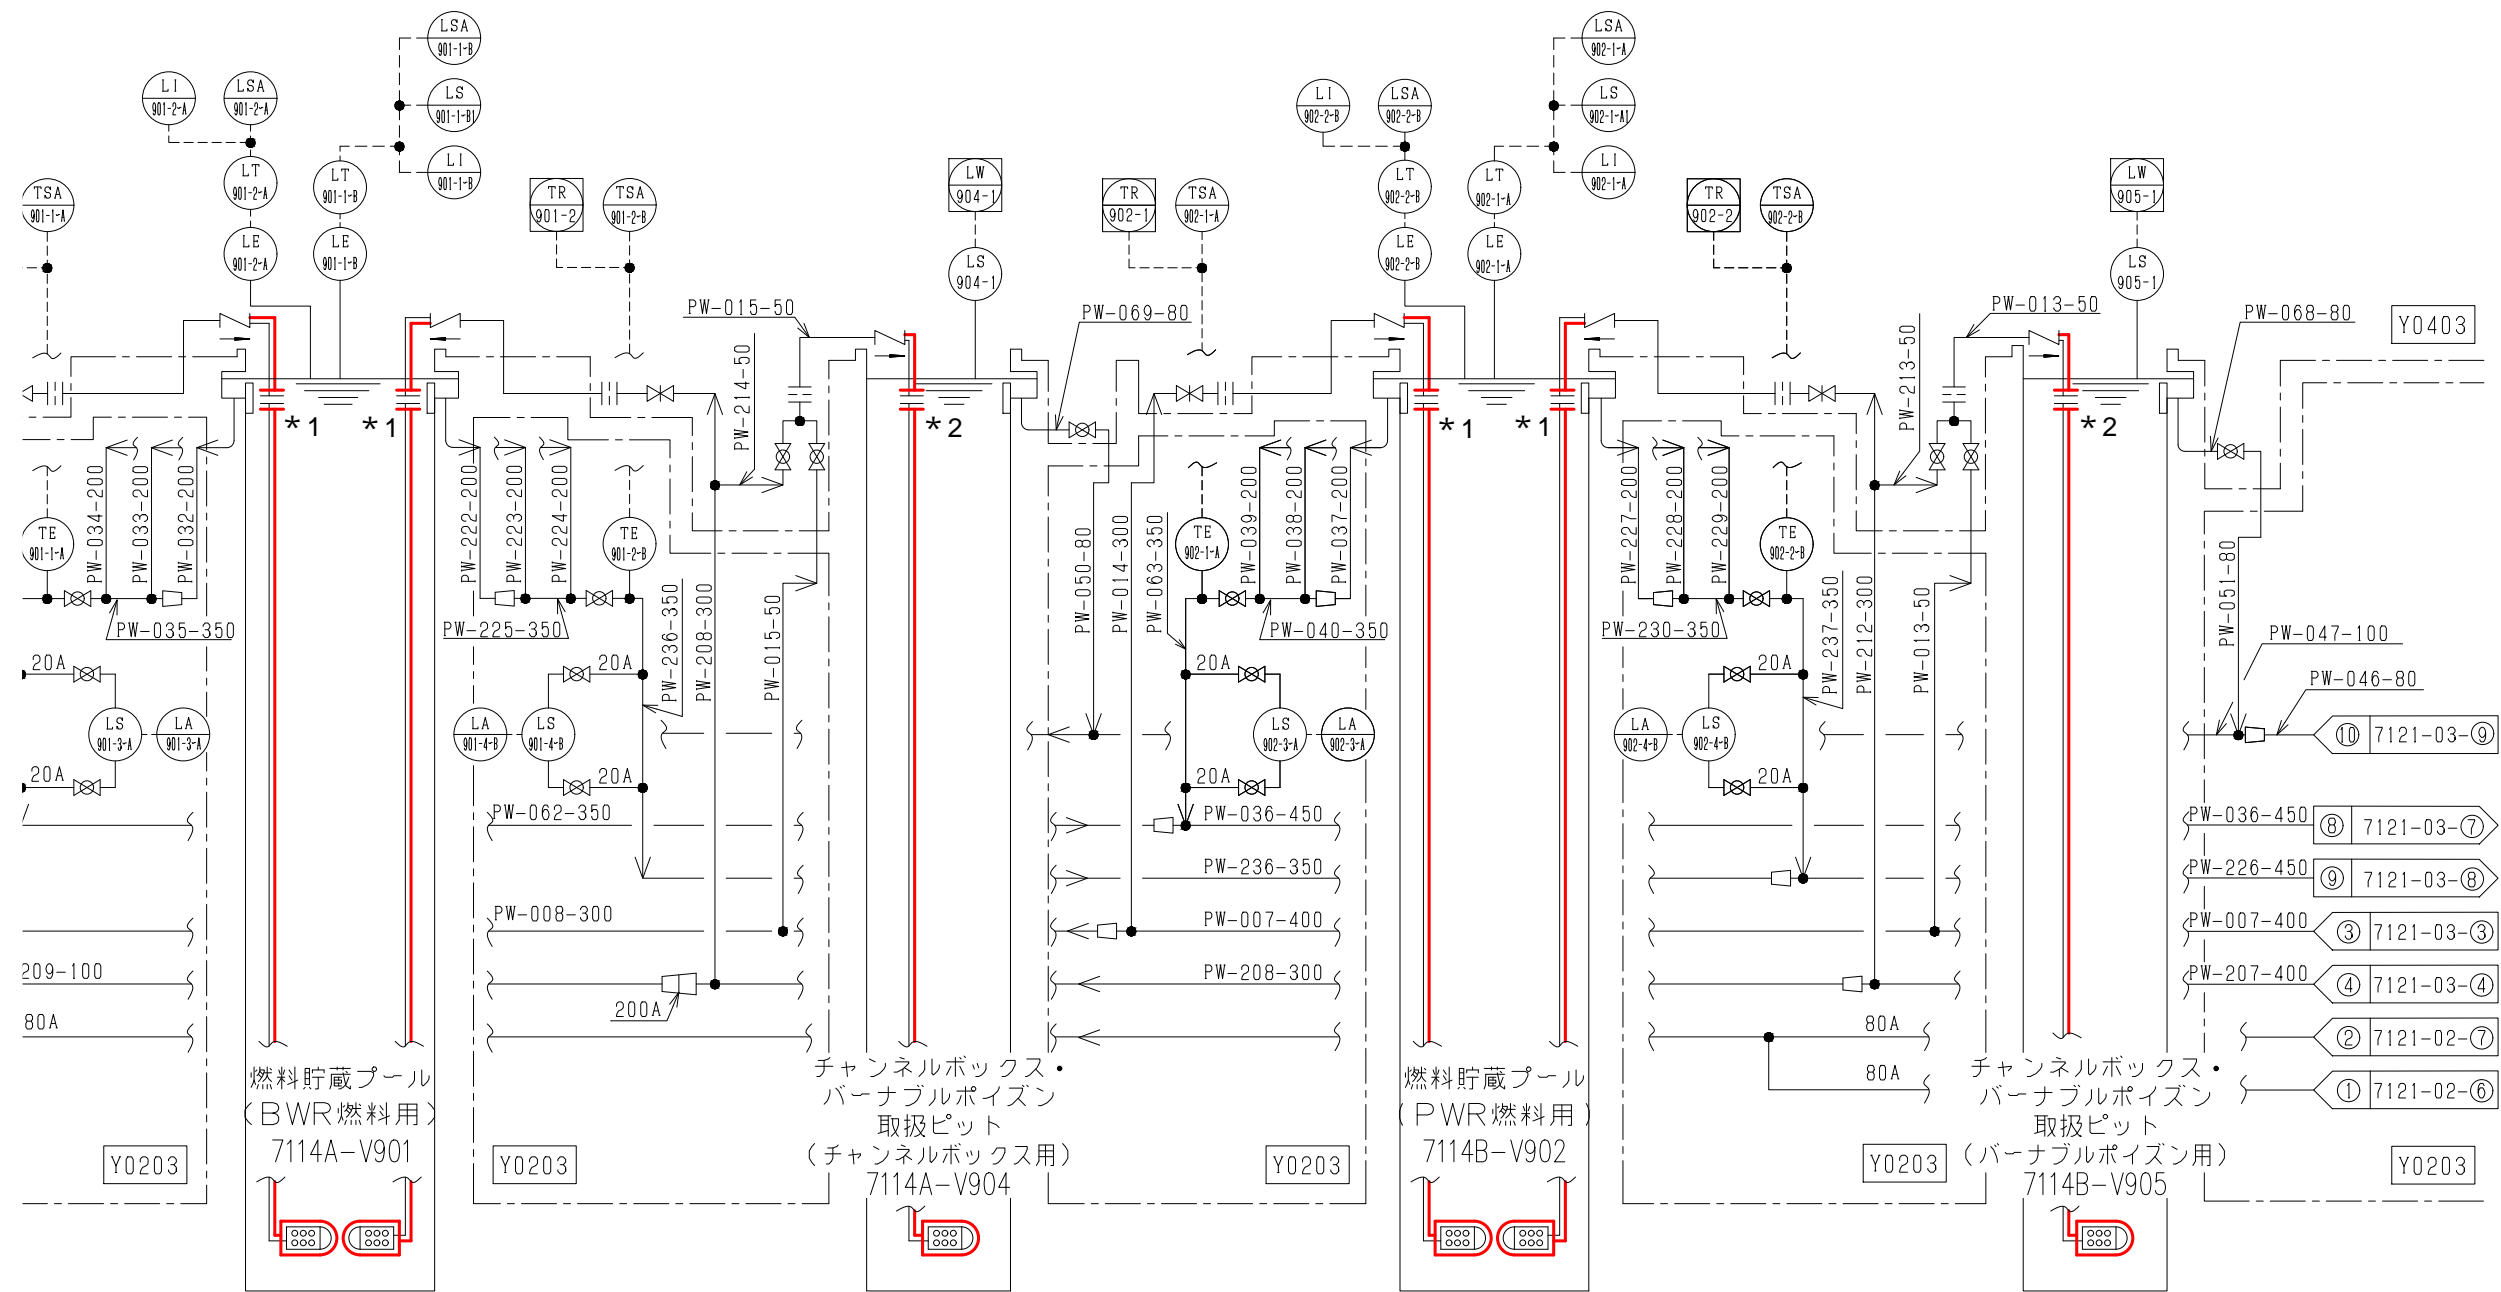 LSA
901-1-B
LSA
902-1-A
LI
901-2-A
LSA
901-2-A
LS
901-1-B1
LI
902-2-B
LSA
902-2-B
LS
902-1-A1
LT
901-2-A
LT
901-1-B
LI
901-1-B
LW
904-1
LT
902-2-B
LT
902-1-A
LI
902-1-A
LW
905-1
TSA
901-1-A
TR
901-2
TSA
901-2-B
TR
902-1
TSA
902-1-A
TR
902-2
TSA
902-2-B
LE
901-2-A
LE
901-1-B
LS
904-1
LE
902-2-B
LE
902-1-A
LS
905-1
PW-015-50
PW-069-80
PW-013-50
PW-068-80
Y0403
PW-214-50
PW-213-50
*1
*1
*2
*1
*1
*2
PW-034-200
PW-033-200
PW-032-200
PW-222-200
PW-223-200
PW-224-200
PW-039-200
PW-038-200
PW-037-200
PW-227-200
PW-228-200
PW-229-200
TE
901-1-A
TE
901-2-B
TE
902-1-A
TE
902-2-B
PW-236-350
PW-208-300
PW-015-50
PW-050-80
PW-014-300
PW-063-350
PW-237-350
PW-212-300
PW-013-50
PW-051-80
PW-035-350
PW-225-350
PW-040-350
PW-230-350
PW-047-100
20A
20A
20A
20A
PW-046-80
LS
901-3-A
LA
901-3-A
LA
901-4-B
LS
901-4-B
LS
902-3-A
LA
902-3-A
LA
902-4-B
LS
902-4-B
⑩ 7121-03-⑨
20A
20A
20A
20A
PW-062-350
PW-036-450
PW-036-450 ⑧ 7121-03-⑦
PW-236-350
PW-226-450 ⑨ 7121-03-⑧
PW-008-300
PW-007-400
PW-007-400 ③ 7121-03-③
209-100
PW-208-300
PW-207-400 ④ 7121-03-④
200A
80A
80A
② 7121-02-⑦
80A
① 7121-02-⑥
燃料貯蔵プール
(BWR燃料用)
7114A-V901
チャンネルボックス・
バーナブルポイズン
取扱ピット
(チャンネルボックス用)
7114A-V904
燃料貯蔵プール
(PWR燃料用)
7114B-V902
チャンネルボックス・
バーナブルポイズン
取扱ピット
(バーナブルポイズン用)
7114B-V905
Y0203
Y0203
Y0203
Y0203
Y0203